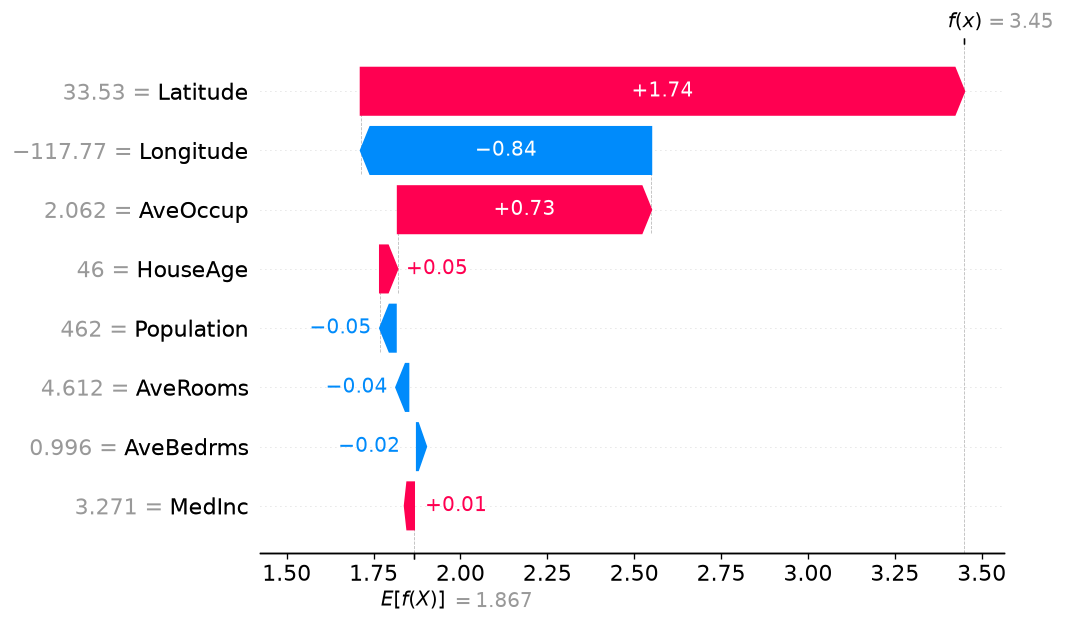 f(x) = 3.45
33.53 = Latitude +1.74
−117.77 = Longitude −0.84
2.062 = AveOccup +0.73
46 = HouseAge +0.05
462 = Population −0.05
4.612 = AveRooms −0.04
0.996 = AveBedrms −0.02
3.271 = MedInc +0.01
1.50 1.75 2.00 2.25 2.50 2.75 3.00 3.25 3.50
E[f(X)] = 1.867